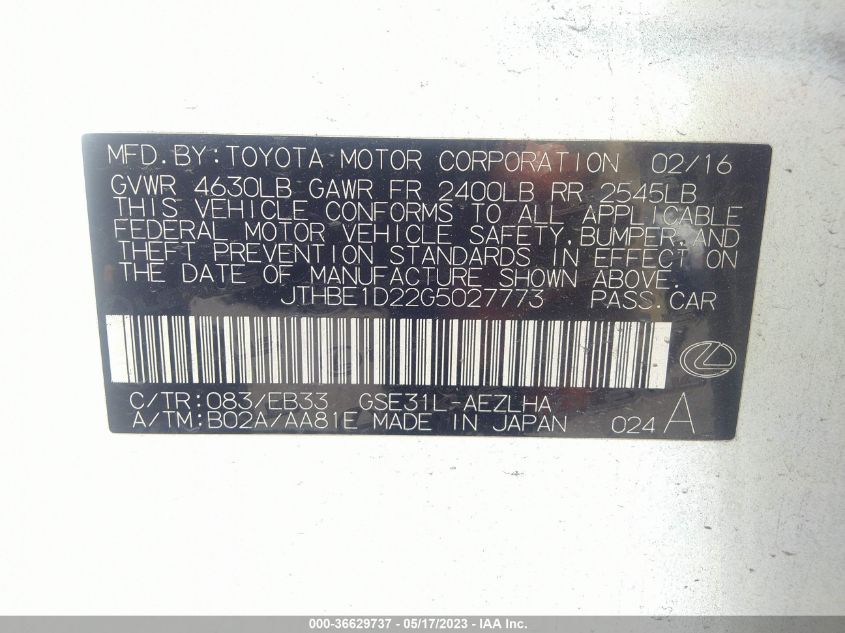 MFD.BY:TOYOTA MOTOR CORPORATION 02/16
GVWR 4630LB GAWR FR 2400LB RR 2545LB
THIS VEHICLE CONFORMS TO ALL APPLICABLE
FEDERAL MOTOR VEHICLE SAFETY,BUMPER,AND
THEFT PREVENTION STANDARDS IN EFFECT ON
THE DATE OF MANUFACTURE SHOWN ABOVE.
JTHBE1D22G5027773 PASS.CAR
C/TR:083/EB33 GSE31L-AEZLHA
A/TM:B02A/AA81E MADE IN JAPAN 024 A
000-36629737 - 05/17/2023 - IAA Inc.